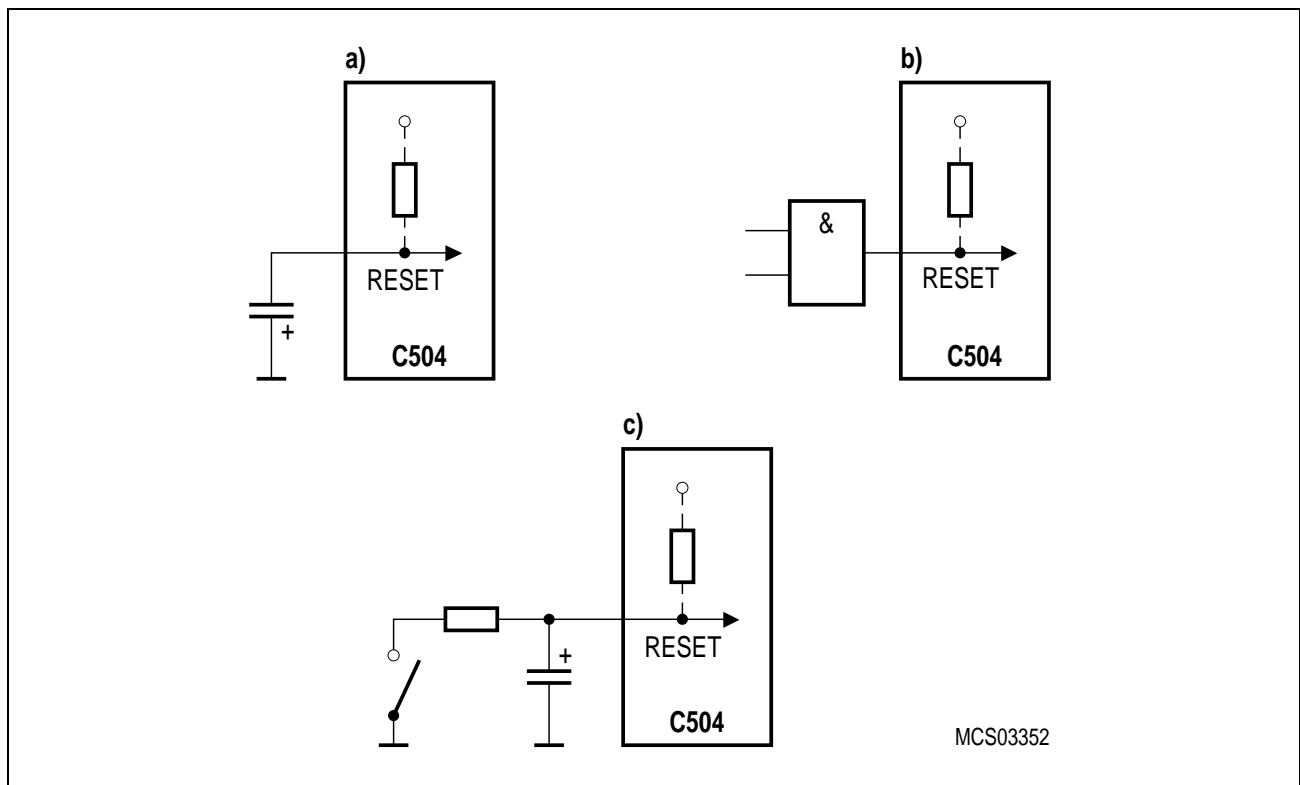 a)
b)
RESET
+
C504
&
RESET
C504
c)
RESET
+
C504
MCS03352